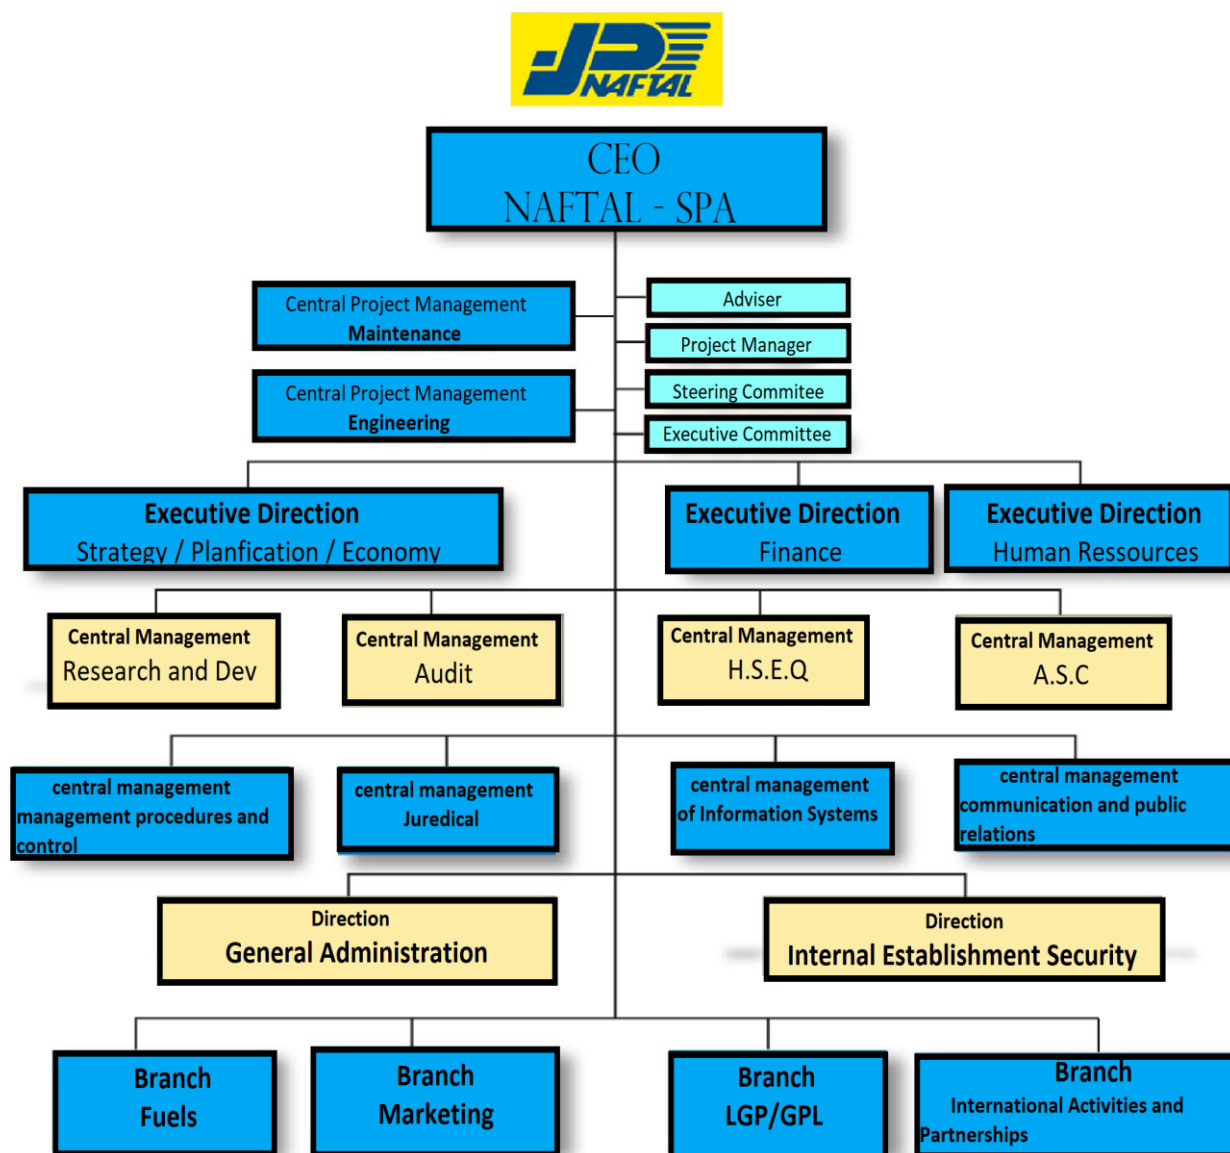 NAFTAL
CEO
NAFTAL - SPA
Central Project Management
Maintenance
Adviser
Project Manager
Central Project Management
Engineering
Steering Commitee
Executive Committee
Executive Direction
Strategy / Planfication / Economy
Executive Direction
Finance
Executive Direction
Human Ressources
Central Management
Research and Dev
Central Management
Audit
Central Management
H.S.E.Q
Central Management
A.S.C
central management
management procedures and
control
central management
Juredical
central management
of Information Systems
central management
communication and public
relations
Direction
General Administration
Direction
Internal Establishment Security
Branch
Fuels
Branch
Marketing
Branch
LGP/GPL
Branch
International Activities and
Partnerships